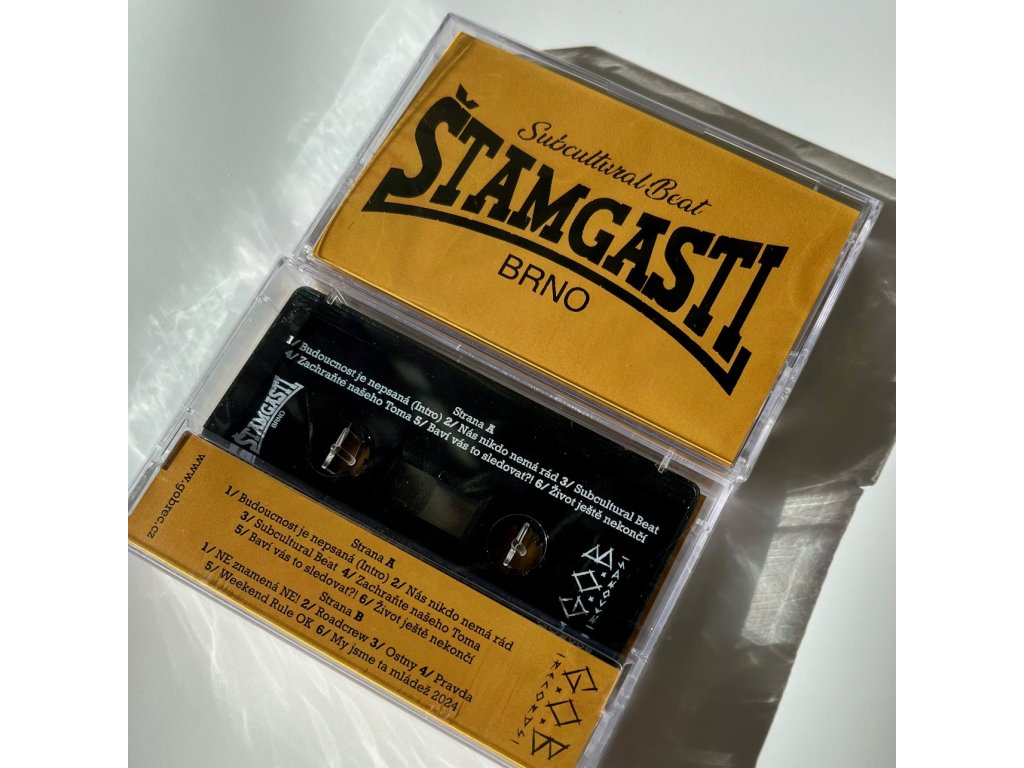 Subcultural Beat
ŠTAMGASTI
BRNO
Strana A
1/ Budoucnost je nepsaná (Intro) 2/ Nás nikdo nemá rád 3/ Subcultural Beat
4/ Zachraňte našeho Toma 5/ Baví vás to sledovat?! 6/ Život ještě nekončí
ŠTAMGASTI
BRNO
www.gobrec.cz
Strana A
1/ Budoucnost je nepsaná (Intro) 2/ Nás nikdo nemá rád
3/ Subcultural Beat 4/ Zachraňte našeho Toma
5/ Baví vás to sledovat?! 6/ Život ještě nekončí
Strana B
1/ NE znamená NE! 2/ Roadcrew 3/ Ostny 4/ Pravda
5/ Weekend Rule OK 6/ My jsme ta mládež 2024